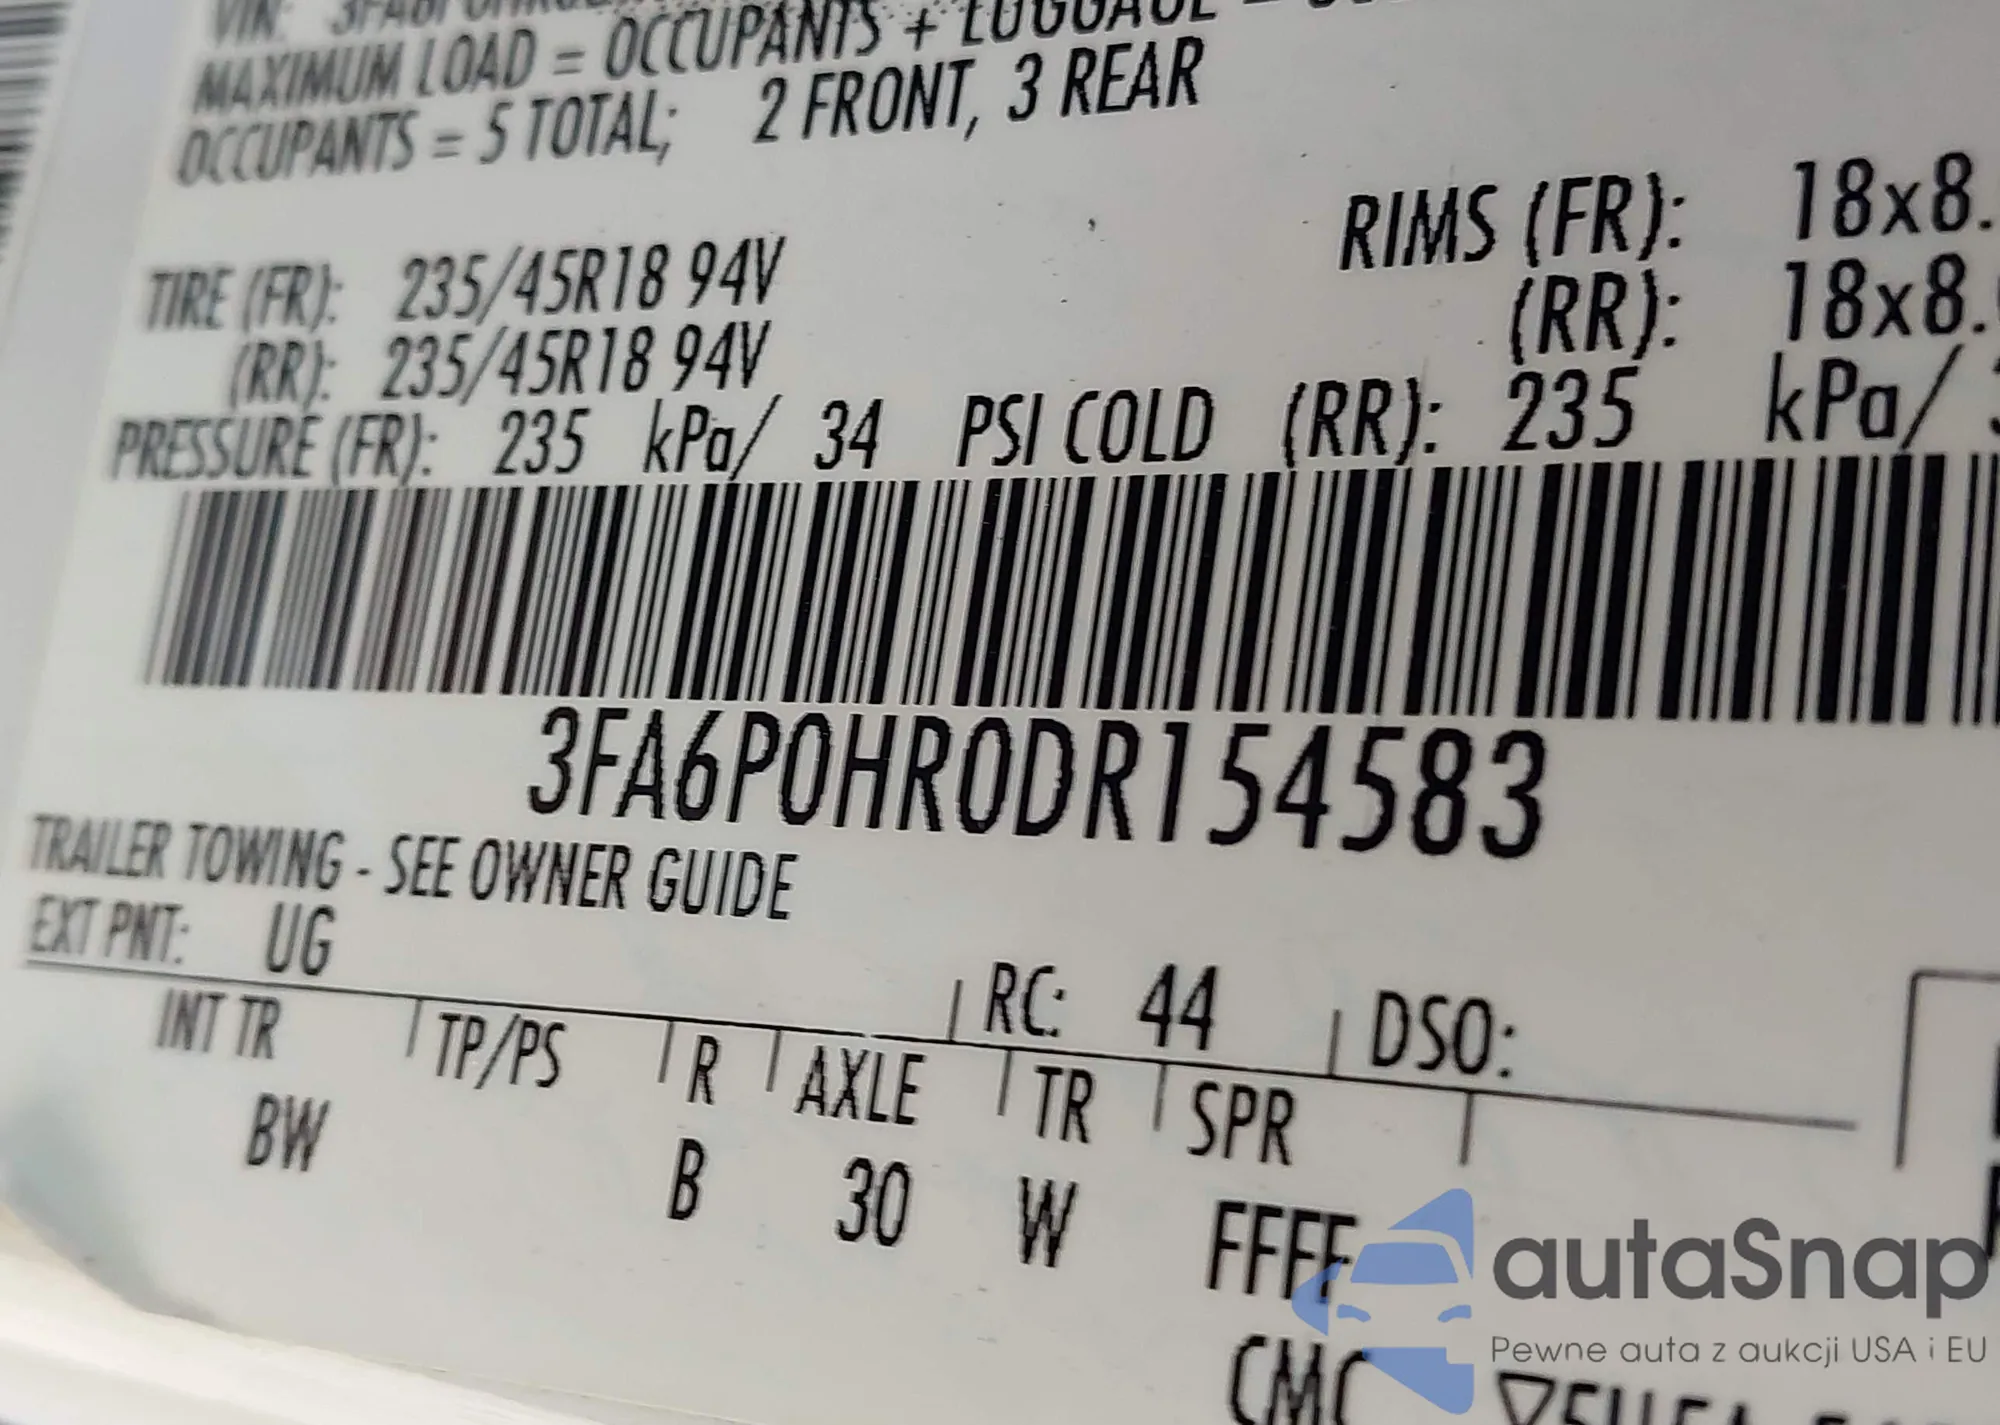 VIN: 3FA6P0HR0
MAXIMUM LOAD = OCCUPANTS + LUGGAGE =
OCCUPANTS = 5 TOTAL; 2 FRONT, 3 REAR
TIRE (FR): 235/45R18 94V RIMS (FR): 18x8.
(RR): 235/45R18 94V (RR): 18x8.
PRESSURE (FR): 235 kPa/ 34 PSI COLD (RR): 235 kPa/
3FA6P0HR0DR154583
TRAILER TOWING - SEE OWNER GUIDE
EXT PNT: UG RC: 44 DSO:
INT TR TP/PS R AXLE TR SPR
BW B 30 W FFFF
CMC
autaSnap
Pewne auta z aukcji USA i EU